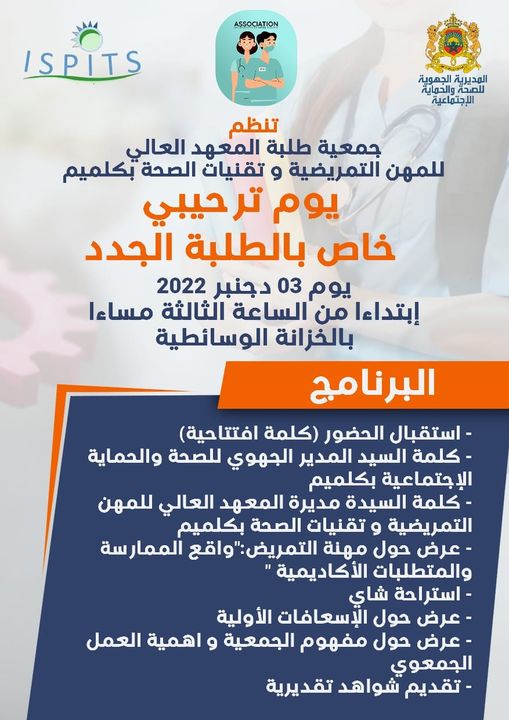 ISPITS
ASSOCIATION
المديرية الجهوية
للصحة والحماية
الإجتماعية
تنظم
جمعية طلبة المعهد العالي
للمهن التمريضية و تقنيات الصحة بكلميم
يوم ترحيبي
خاص بالطلبة الجدد
يوم 03 دجنبر 2022
إبتداءا من الساعة الثالثة مساءا
بالخزانة الوسائطية
البرنامج
- استقبال الحضور (كلمة افتتاحية)
- كلمة السيد المدير الجهوي للصحة والحماية
الإجتماعية بكلميم
- كلمة السيدة مديرة المعهد العالي للمهن
التمريضية و تقنيات الصحة بكلميم
- عرض حول مهنة التمريض:"واقع الممارسة
والمتطلبات الأكاديمية "
- استراحة شاي
- عرض حول الإسعافات الأولية
- عرض حول مفهوم الجمعية و اهمية العمل
الجمعوي
- تقديم شواهد تقديرية